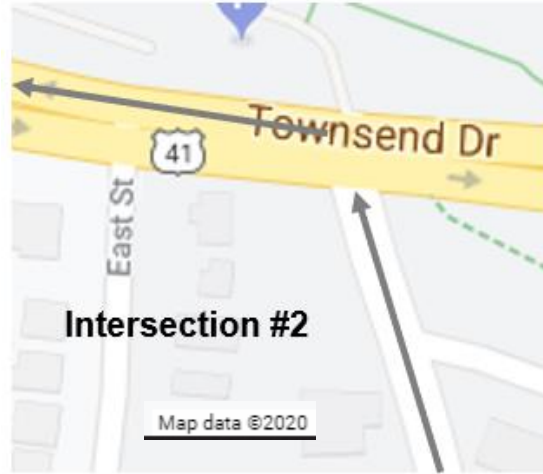 Townsend Dr
41
East St
Intersection #2
Map data ©2020